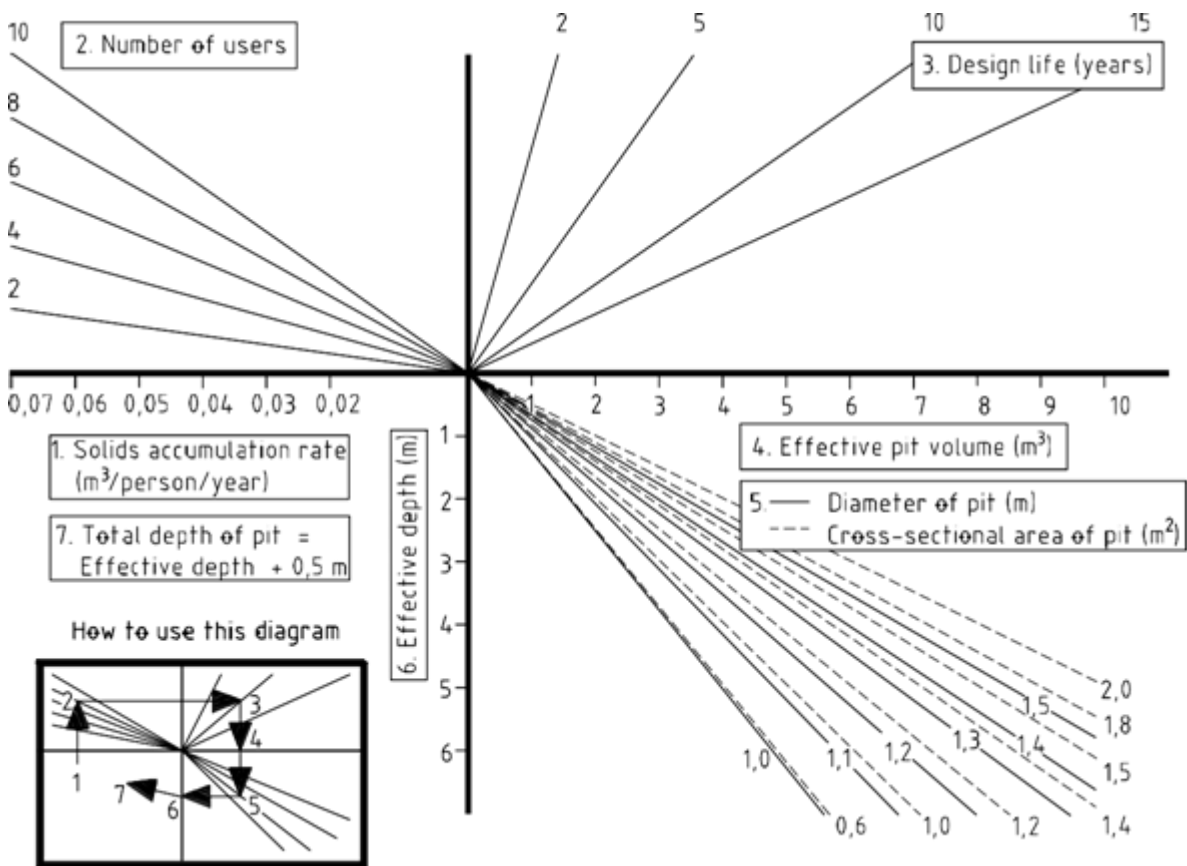 10
2. Number of users
2
5
10
15
3. Design life (years)
8
6
4
2
0,07 0,06 0,05 0,04 0,03 0,02
1 2 3 4 5 6 7 8 9 10
1. Solids accumulation rate
(m³/person/year)
7. Total depth of pit =
Effective depth + 0,5 m
6. Effective depth (m)
1
2
3
4
5
6
4. Effective pit volume (m³)
5. Diameter of pit (m)
Cross-sectional area of pit (m²)
2,0
1,5
1,8
1,0
1,1
1,2
1,3
1,4
1,5
0,6
1,0
1,2
1,4
How to use this diagram
2
3
4
1
7
6
5